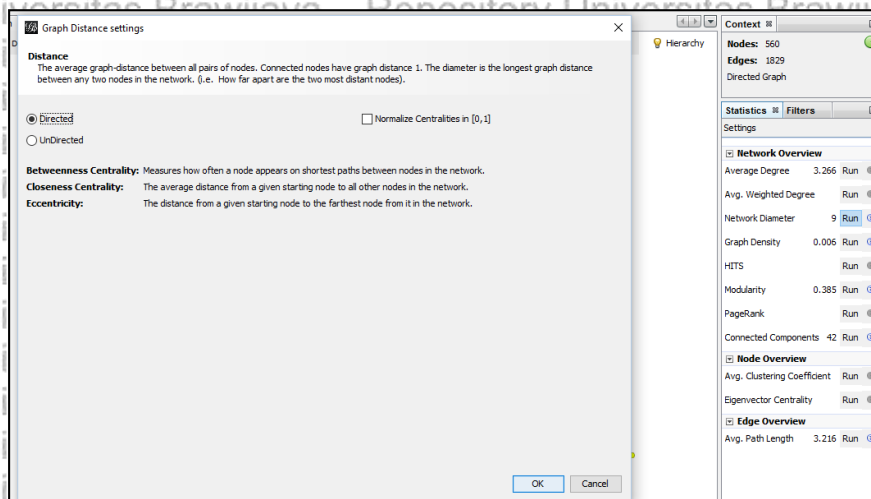 iversitas Brawijaya Repository Universitas Brawij
Graph Distance settings
Distance
The average graph-distance between all pairs of nodes. Connected nodes have graph distance 1. The diameter is the longest graph distance
between any two nodes in the network. (i.e. How far apart are the two most distant nodes).
Directed
Normalize Centralities in [0,1]
UnDirected
Betweenness Centrality: Measures how often a node appears on shortest paths between nodes in the network.
Closeness Centrality: The average distance from a given starting node to all other nodes in the network.
Eccentricity: The distance from a given starting node to the farthest node from it in the network.
OK Cancel
Hierarchy
Context
Nodes: 560
Edges: 1829
Directed Graph
Statistics Filters
Settings
Network Overview
Average Degree 3.266 Run
Avg. Weighted Degree Run
Network Diameter 9 Run
Graph Density 0.006 Run
HITS Run
Modularity 0.385 Run
PageRank Run
Connected Components 42 Run
Node Overview
Avg. Clustering Coefficient Run
Eigenvector Centrality Run
Edge Overview
Avg. Path Length 3.216 Run